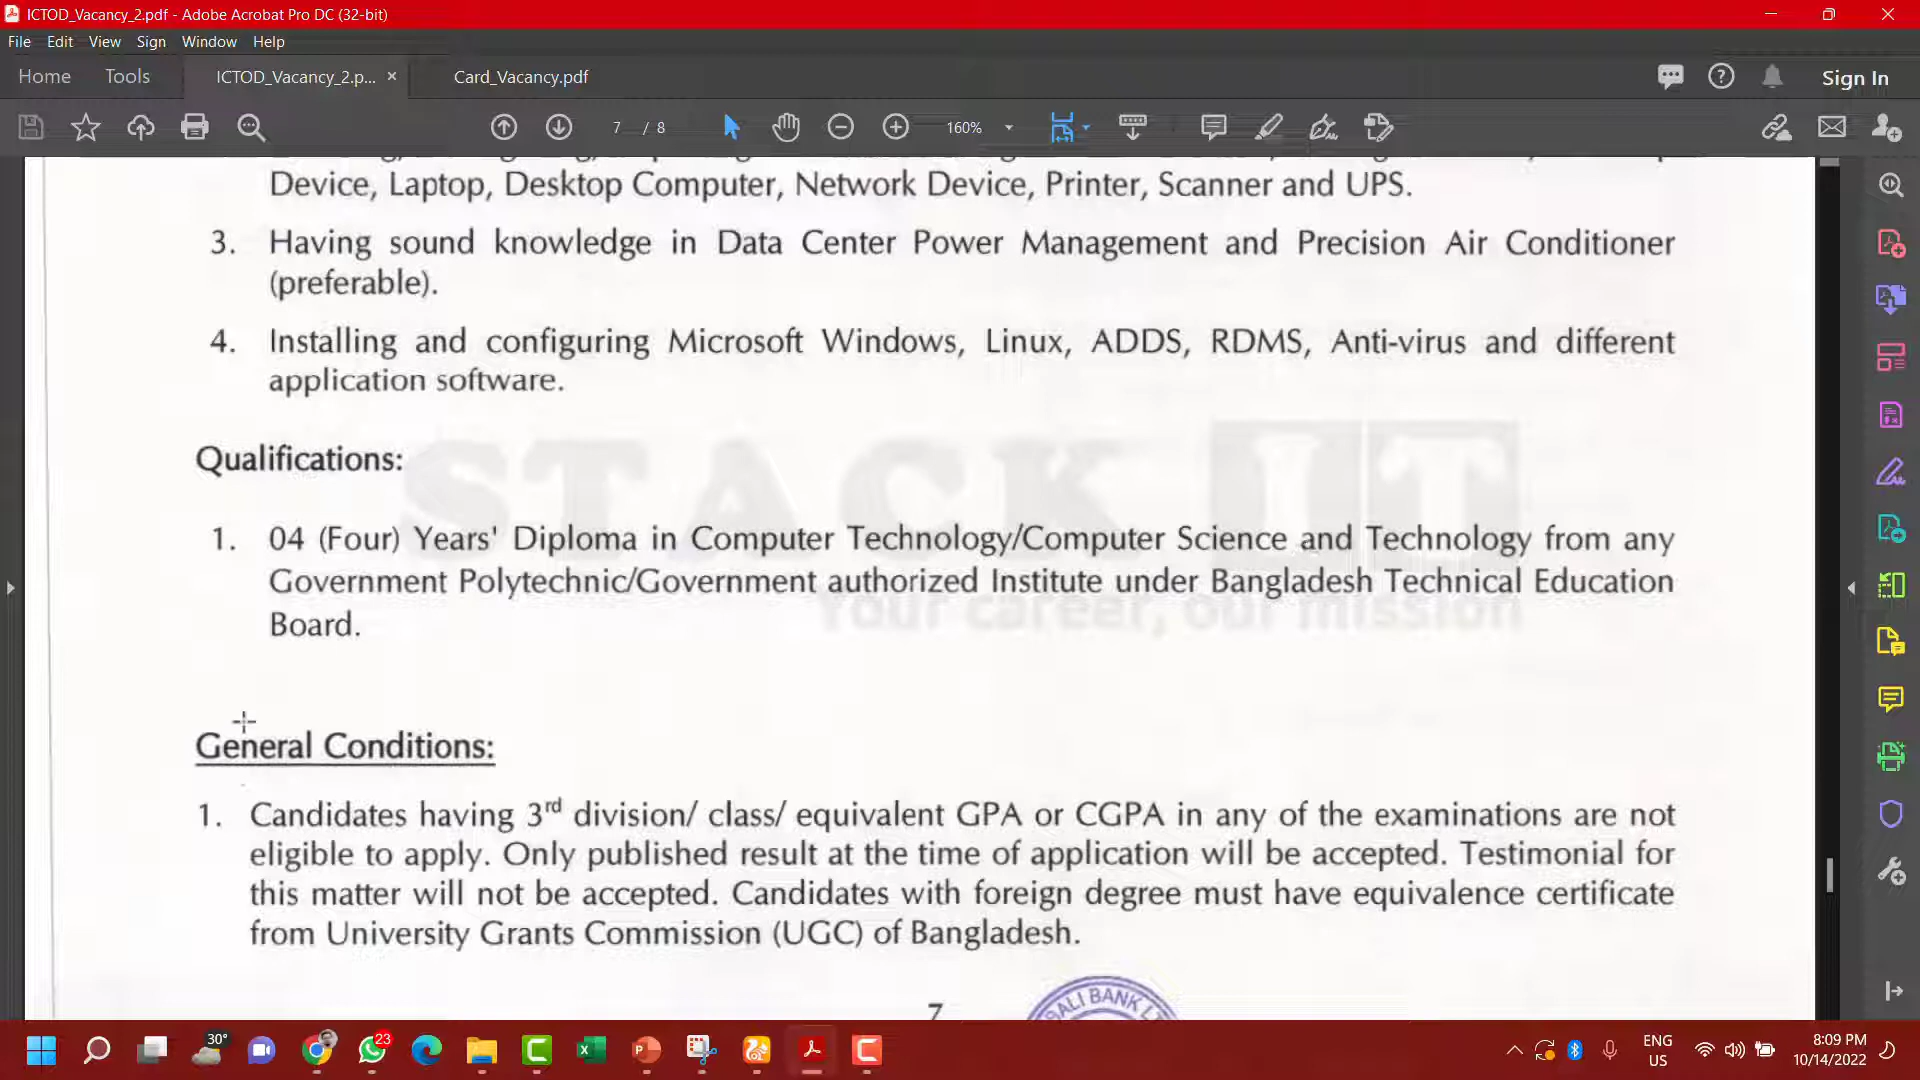 ICTOD_Vacancy_2.pdf - Adobe Acrobat Pro DC (32-bit)
File Edit View Sign Window Help
Home Tools ICTOD_Vacancy_2.p... × Card_Vacancy.pdf Sign In
7 / 8 160%
Device, Laptop, Desktop Computer, Network Device, Printer, Scanner and UPS.
3. Having sound knowledge in Data Center Power Management and Precision Air Conditioner
(preferable).
4. Installing and configuring Microsoft Windows, Linux, ADDS, RDMS, Anti-virus and different
application software.
STACK IT
Qualifications:
1. 04 (Four) Years' Diploma in Computer Technology/Computer Science and Technology from any
Government Polytechnic/Government authorized Institute under Bangladesh Technical Education
Your career, our mission
Board.
General Conditions:
1. Candidates having 3rd division/ class/ equivalent GPA or CGPA in any of the examinations are not
eligible to apply. Only published result at the time of application will be accepted. Testimonial for
this matter will not be accepted. Candidates with foreign degree must have equivalence certificate
from University Grants Commission (UGC) of Bangladesh.
7
BANK
30°
23
ENG
US
8:09 PM
10/14/2022